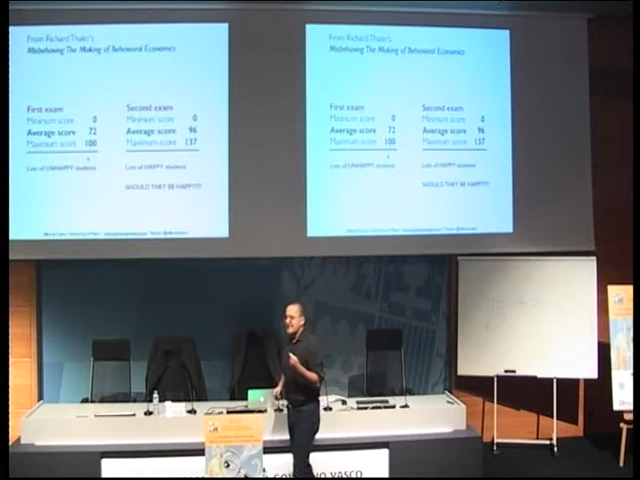 From Richard Thaler's
Misbehaving The Making of Behavioral Economics
First exam
Minimum score 0
Average score 72
Maximum score 100
Lots of UNHAPPY students
Second exam
Minimum score 0
Average score 96
Maximum score 137
Lots of HAPPY students
SHOULD THEY BE HAPPY???
From Richard Thaler's
Misbehaving The Making of Behavioral Economics
First exam
Minimum score 0
Average score 72
Maximum score 100
Lots of UNHAPPY students
Second exam
Minimum score 0
Average score 96
Maximum score 137
Lots of HAPPY students
SHOULD THEY BE HAPPY???
VASCO